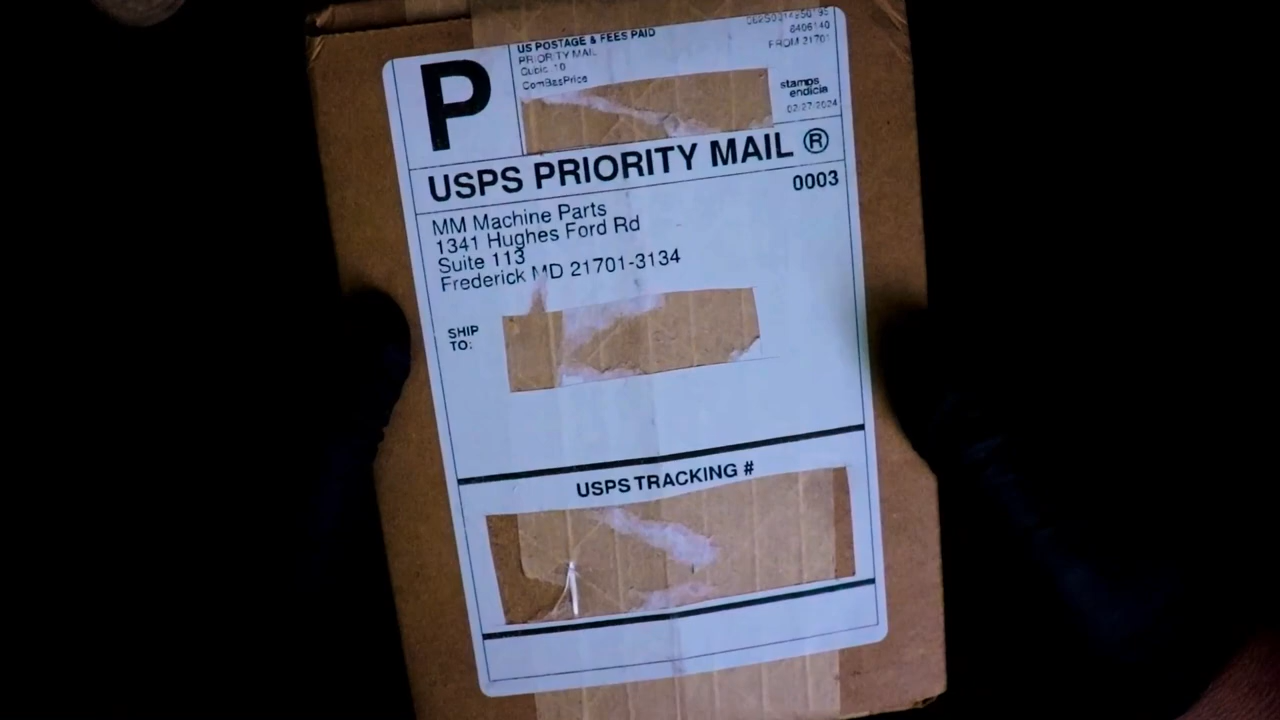 P
US POSTAGE & FEES PAID
PRIORITY MAIL
Cubic .10
ComBasPrice
6406140
FROM 21701
stamps
endicia
02/27/2024
USPS PRIORITY MAIL ®
0003
MM Machine Parts
1341 Hughes Ford Rd
Suite 113
Frederick MD 21701-3134
SHIP
TO:
USPS TRACKING #